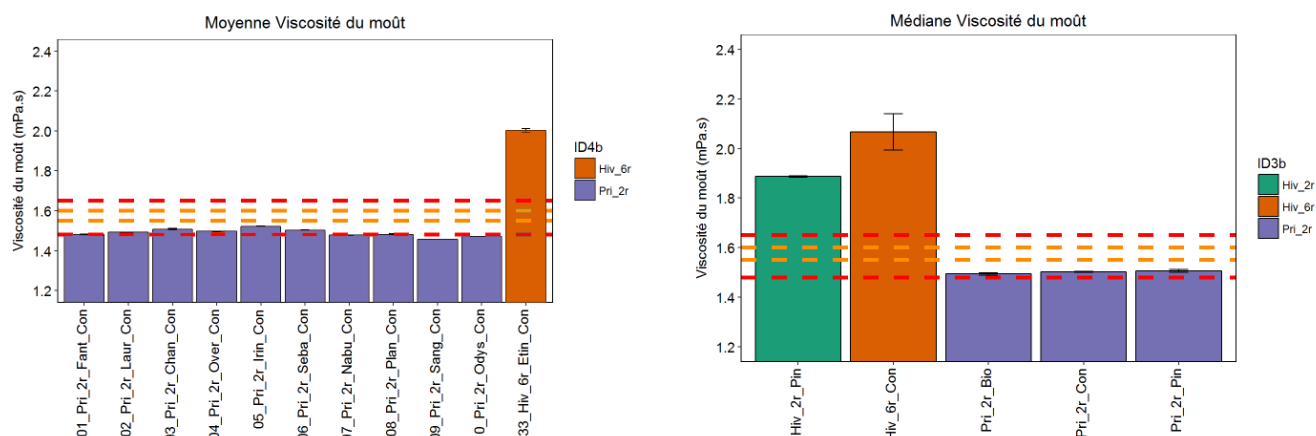 Moyenne Viscosité du moût
Viscosité du moût (mPa.s)
2.4
2.2
2.0
1.8
1.6
1.4
1.2
01_Pri_2r_Fant_Con
02_Pri_2r_Laur_Con
03_Pri_2r_Chan_Con
04_Pri_2r_Over_Con
05_Pri_2r_Irin_Con
06_Pri_2r_Seba_Con
07_Pri_2r_Nabu_Con
08_Pri_2r_Plan_Con
09_Pri_2r_Sang_Con
0_Pri_2r_Odys_Con
33_Hiv_6r_Etin_Con
ID4b
Hiv_6r
Pri_2r
Médiane Viscosité du moût
Viscosité du moût (mPa.s)
2.4
2.2
2.0
1.8
1.6
1.4
1.2
Hiv_2r_Pin
Hiv_6r_Con
Pri_2r_Bio
Pri_2r_Con
Pri_2r_Pin
ID3b
Hiv_2r
Hiv_6r
Pri_2r